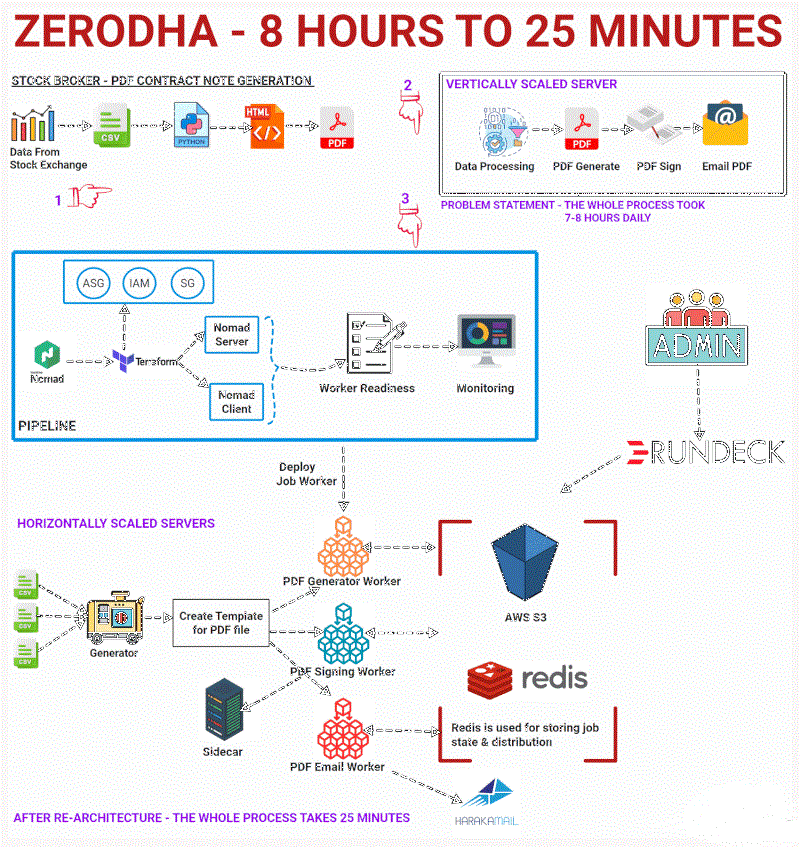 ZERODHA - 8 HOURS TO 25 MINUTES
STOCK BROKER - PDF CONTRACT NOTE GENERATION
CSV
PYTHON
HTML
PDF
Data From
Stock Exchange
1
2
VERTICALLY SCALED SERVER
PDF
Data Processing
PDF Generate
PDF Sign
Email PDF
PROBLEM STATEMENT - THE WHOLE PROCESS TOOK
7-8 HOURS DAILY
3
ASG
IAM
SG
Nomad
Terraform
Nomad
Server
Nomad
Client
Worker Readiness
Monitoring
PIPELINE
ADMIN
RUNDECK
Deploy
Job Worker
HORIZONTALLY SCALED SERVERS
CSV
CSV
CSV
Generator
Create Template
for PDF file
PDF Generator Worker
PDF Signing Worker
Sidecar
PDF Email Worker
AWS S3
redis
Redis is used for storing job
state & distribution
HARAKAMAIL
AFTER RE-ARCHITECTURE - THE WHOLE PROCESS TAKES 25 MINUTES